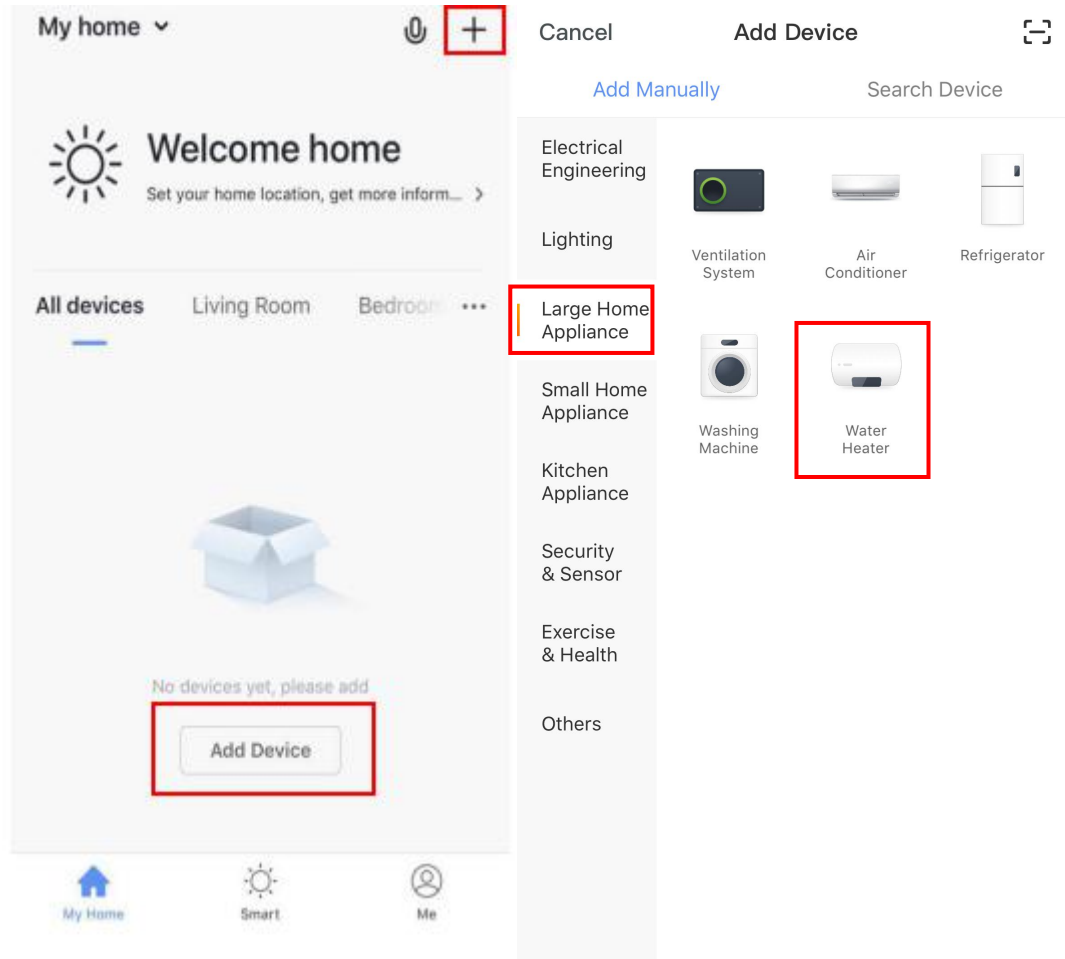 My home
Welcome home
Set your home location, get more inform...
All devices Living Room Bedroom
No devices yet, please add
Add Device
My Home Smart Me
Cancel Add Device
Add Manually Search Device
Electrical
Engineering
Lighting
Large Home
Appliance
Small Home
Appliance
Kitchen
Appliance
Security
& Sensor
Exercise
& Health
Others
Ventilation
System
Air
Conditioner
Refrigerator
Washing
Machine
Water
Heater